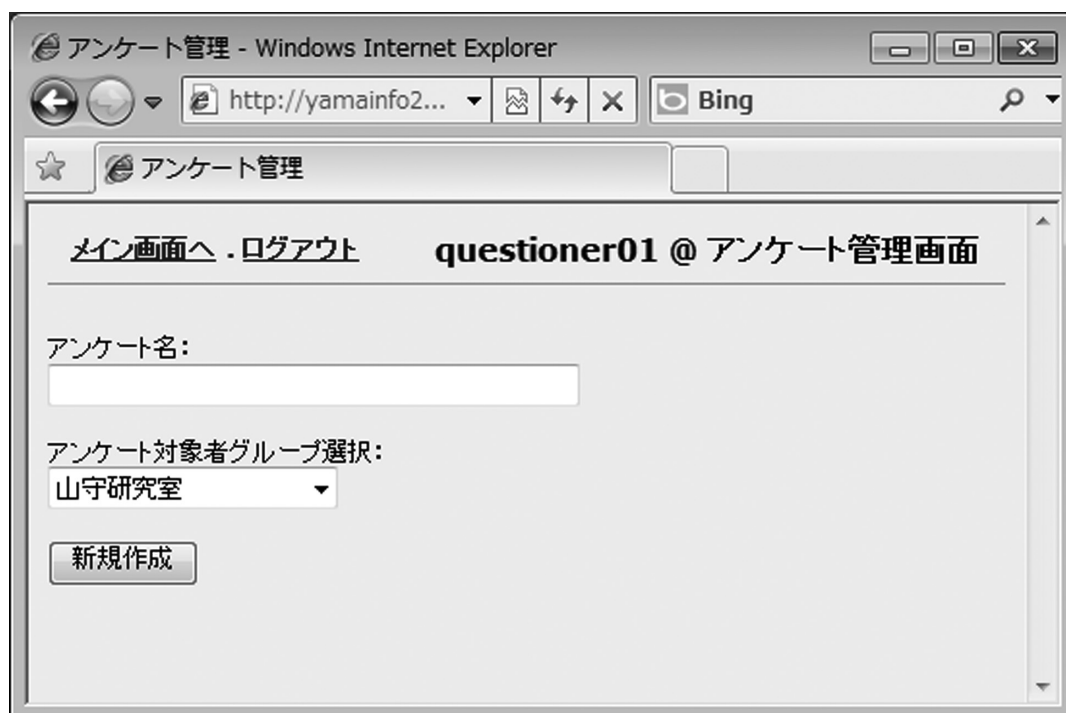 アンケート管理 - Windows Internet Explorer
http://yamainfo2... Bing
アンケート管理
メイン画面へ . ログアウト questioner01 @ アンケート管理画面
アンケート名:
アンケート対象者グループ選択:
山守研究室
新規作成